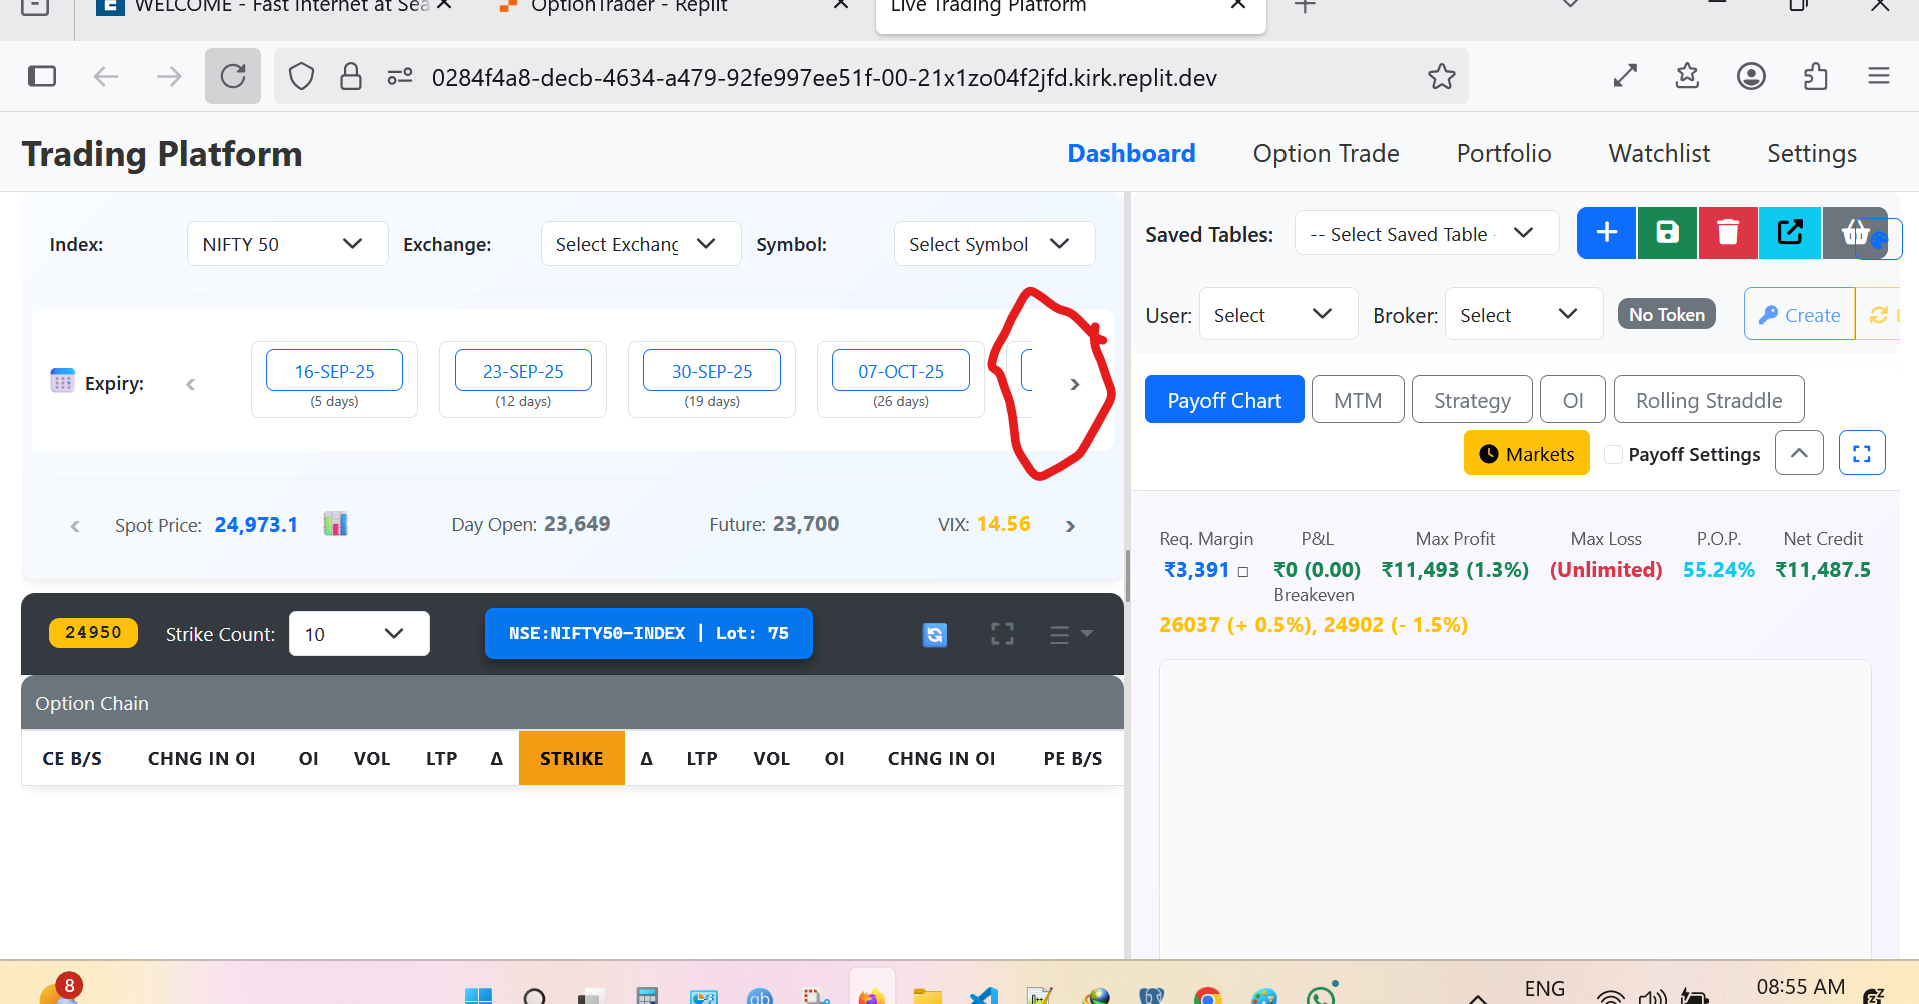 WELCOME - Fast Internet at Sea
OptionTrader - Replit
Live Trading Platform
0284f4a8-decb-4634-a479-92fe997ee51f-00-21x1zo04f2jfd.kirk.replit.dev
Trading Platform
Dashboard Option Trade Portfolio Watchlist Settings
Index: NIFTY 50 Exchange: Select Exchang Symbol: Select Symbol
Expiry: 16-SEP-25 23-SEP-25 30-SEP-25 07-OCT-25
(5 days) (12 days) (19 days) (26 days)
Spot Price: 24,973.1 Day Open: 23,649 Future: 23,700 VIX: 14.56
24950 Strike Count: 10 NSE:NIFTY50-INDEX | Lot: 75
Option Chain
CE B/S CHNG IN OI OI VOL LTP Δ STRIKE Δ LTP VOL OI CHNG IN OI PE B/S
Saved Tables: -- Select Saved Table -
User: Select Broker: Select No Token Create
Payoff Chart MTM Strategy OI Rolling Straddle
Markets Payoff Settings
Req. Margin P&L Max Profit Max Loss P.O.P. Net Credit
₹3,391 □ ₹0 (0.00) ₹11,493 (1.3%) (Unlimited) 55.24% ₹11,487.5
Breakeven
26037 (+ 0.5%), 24902 (- 1.5%)
8
ENG
08:55 AM